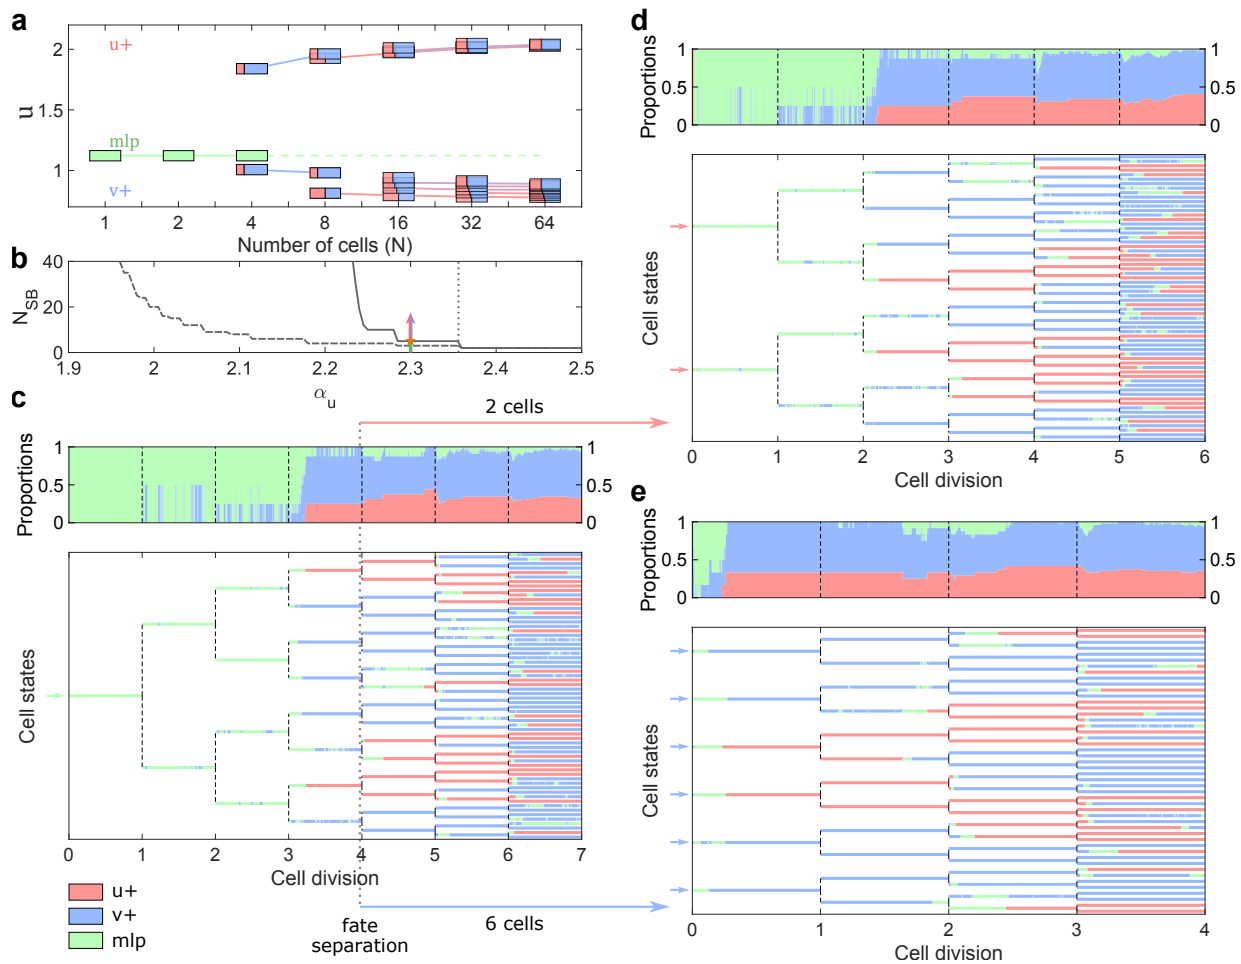 a
u+
mlp
v+
u
2
1.5
1
1 2 4 8 16 32 64
Number of cells (N)
b
N_SB
40
20
0
1.9 2 2.1 2.2 2.3 2.4 2.5
α_u
c
2 cells
Proportions
1
0.5
0
1
0.5
0
Cell states
0 1 2 3 4 5 6 7
Cell division
u+
v+
mlp
fate
separation
6 cells
d
Proportions
1
0.5
0
1
0.5
0
Cell states
0 1 2 3 4 5 6
Cell division
e
Proportions
1
0.5
0
1
0.5
0
Cell states
0 1 2 3 4
Cell division